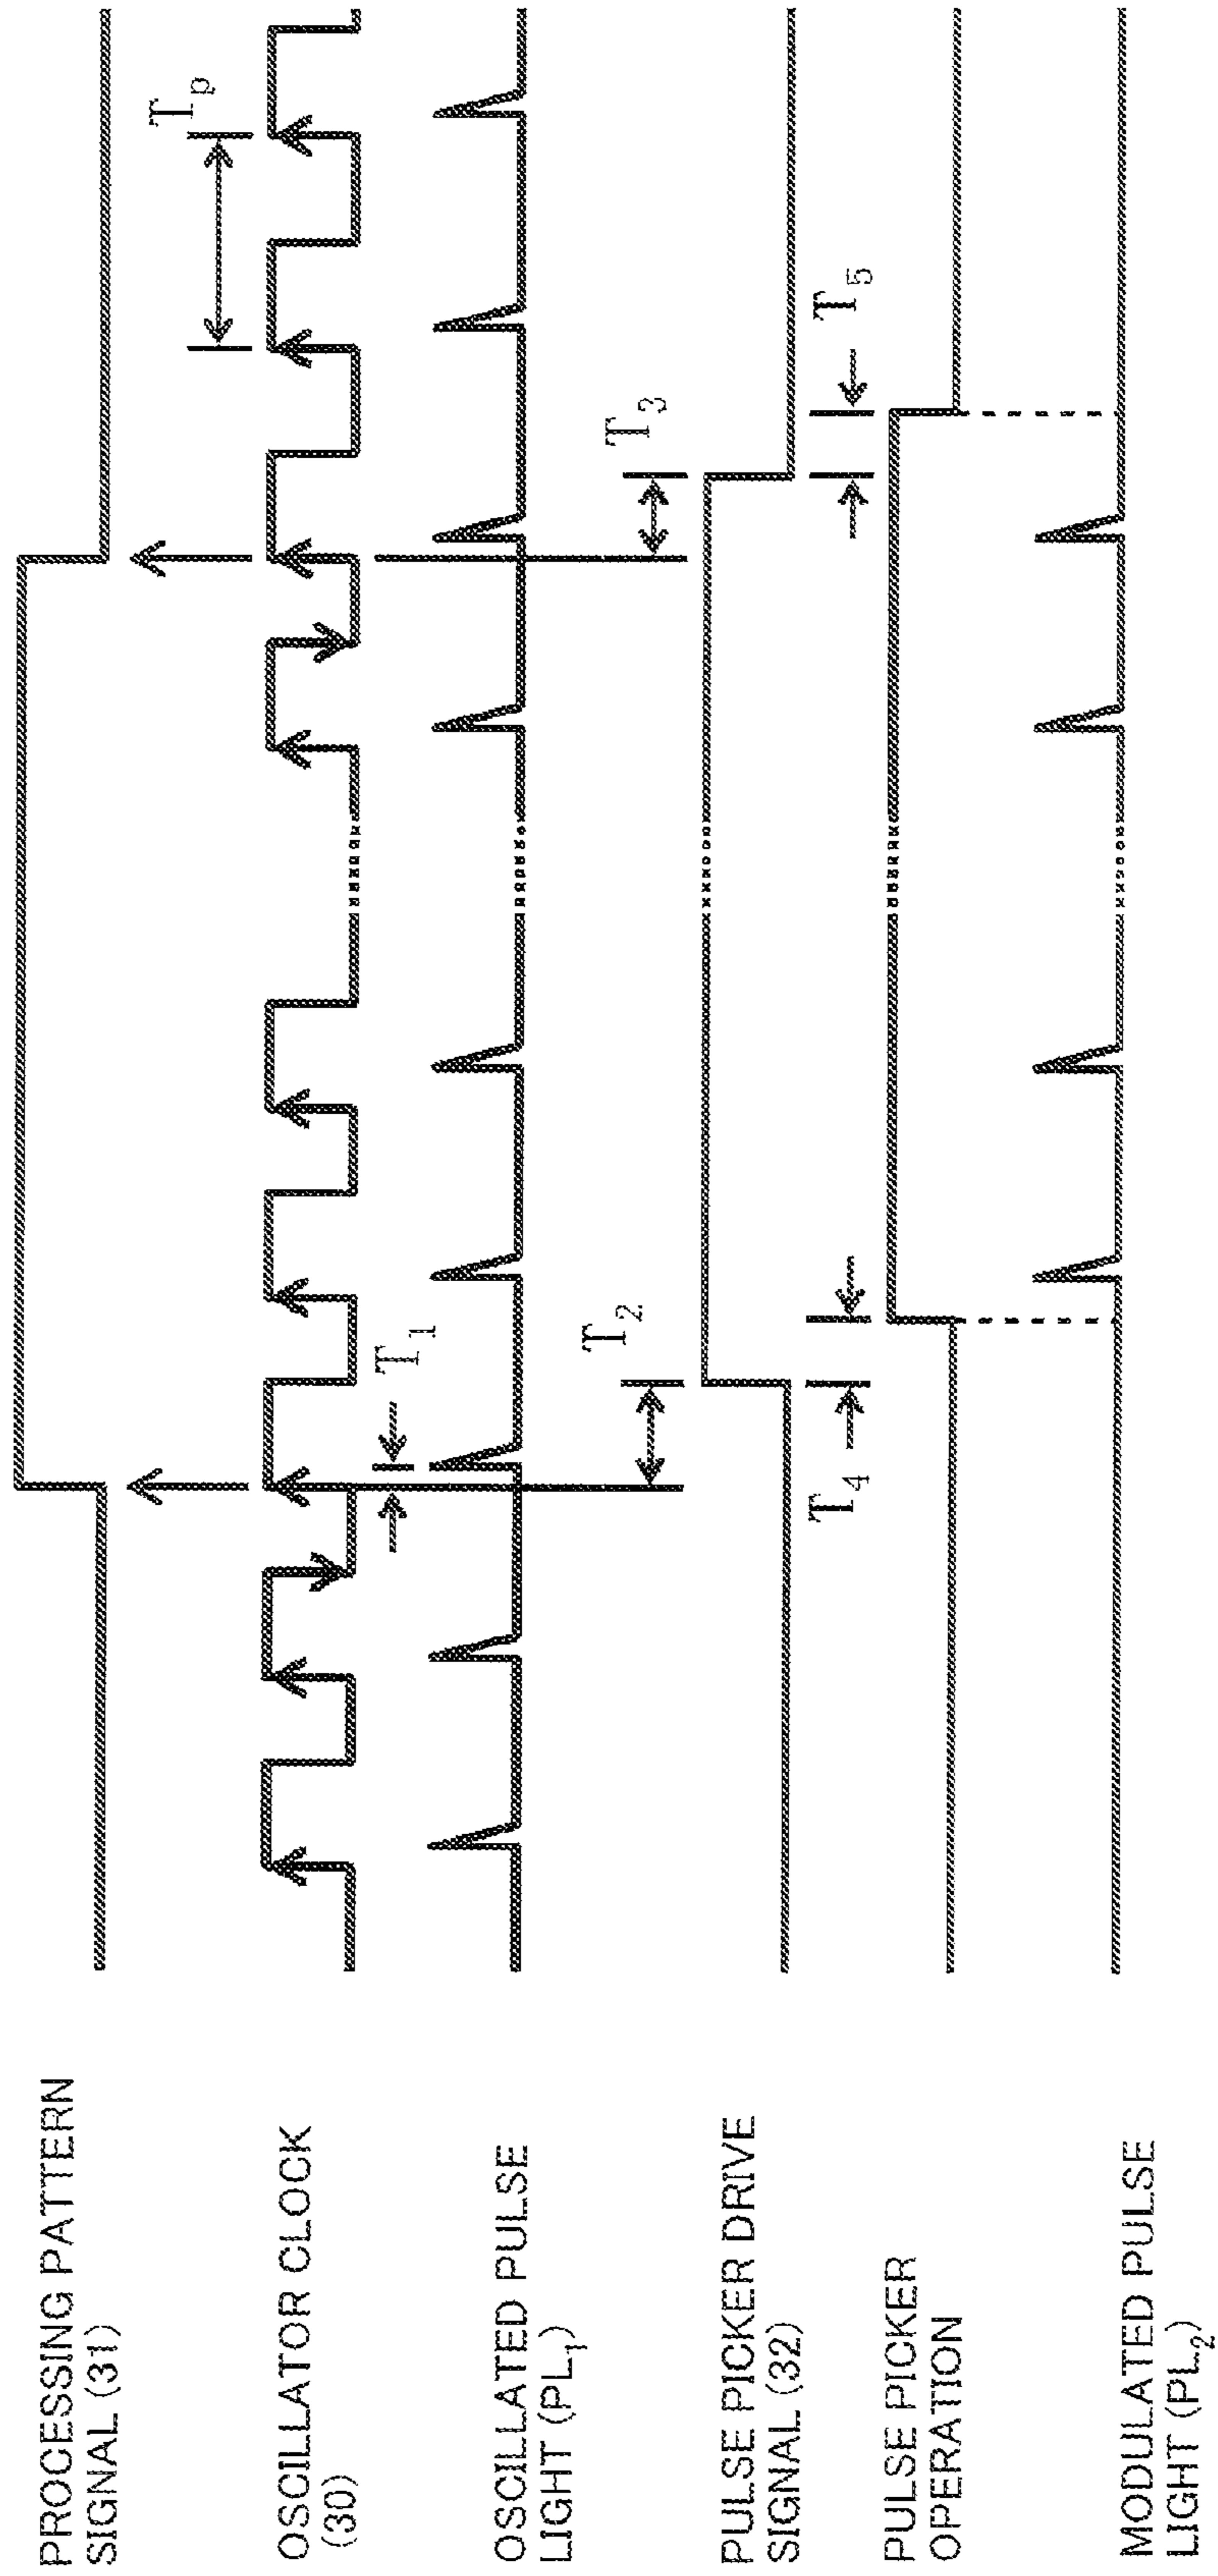 PROCESSING PATTERN
SIGNAL (31)
OSCILLATOR CLOCK
(30)
OSCILLATED PULSE
LIGHT (PL1)
PULSE PICKER DRIVE
SIGNAL (32)
PULSE PICKER
OPERATION
MODULATED PULSE
LIGHT (PL2)
Tp
T1
T2
T3
T4
T5